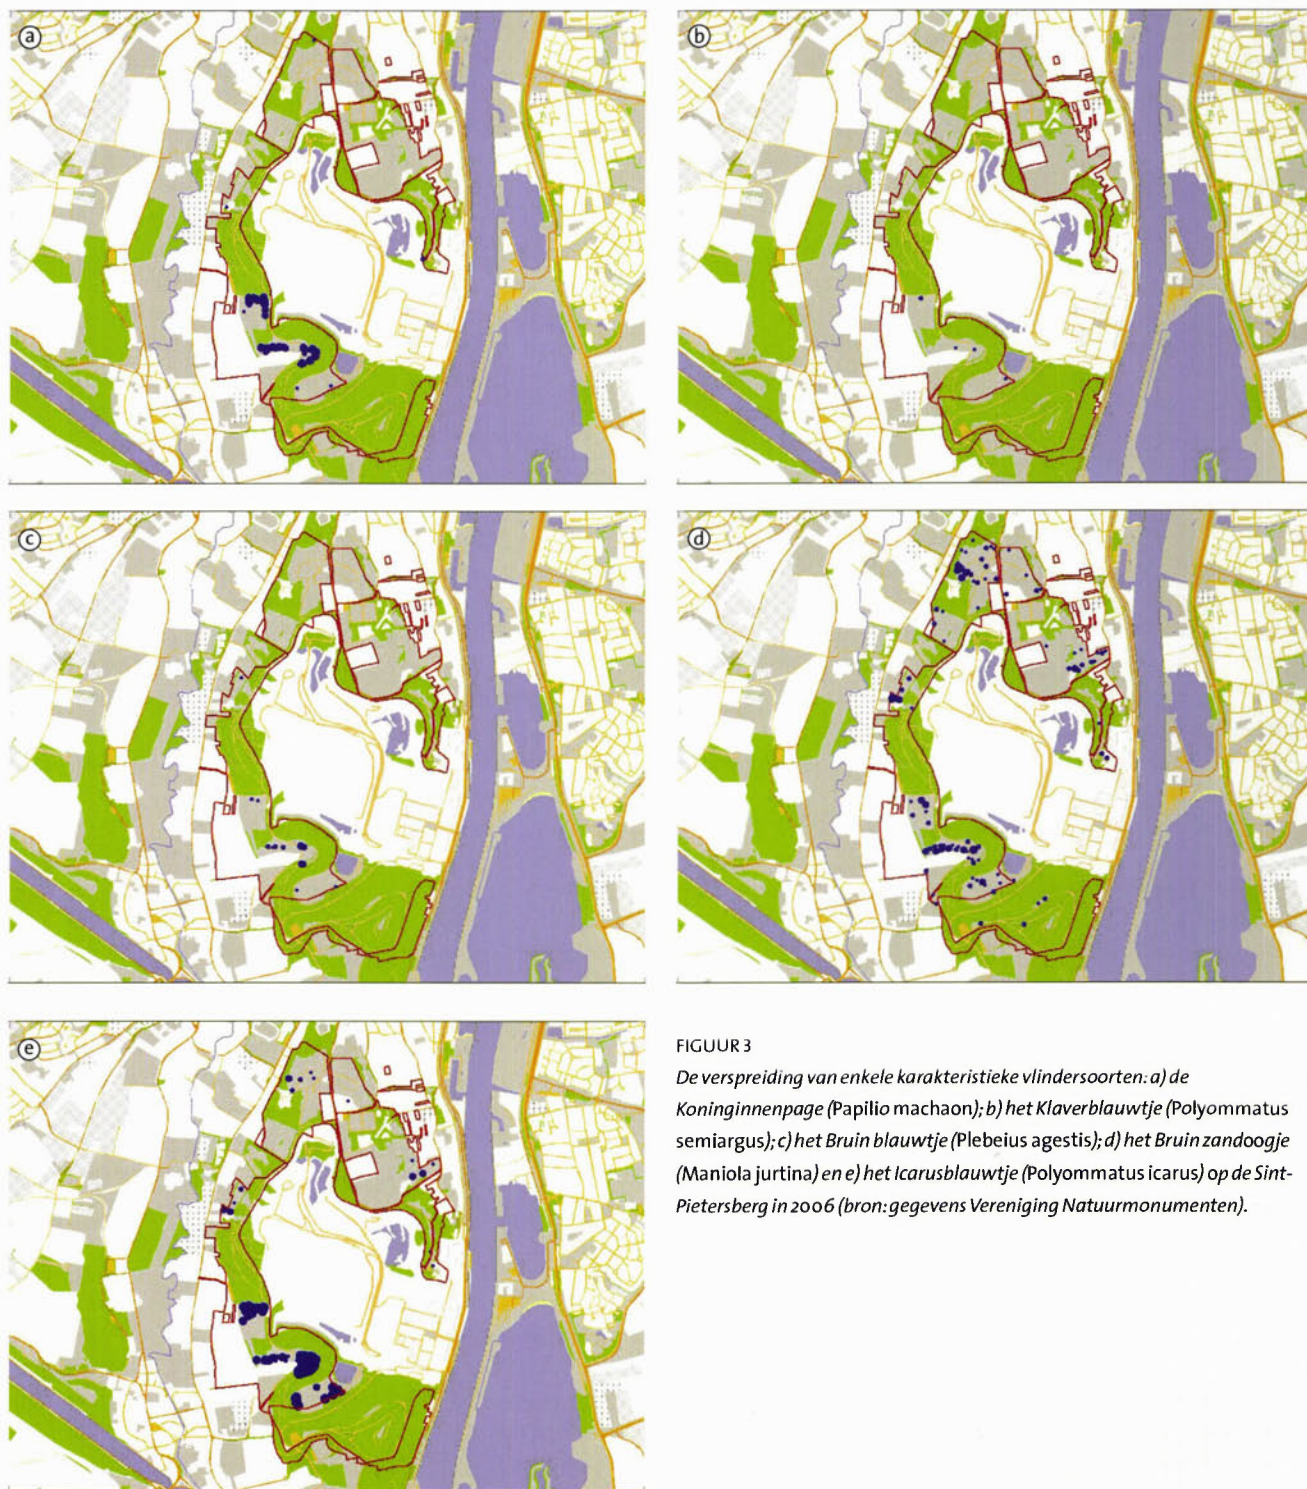 a
b
c
d
e
FIGUUR 3
De verspreiding van enkele karakteristieke vlindersoorten: a) de
Koninginnenpage (Papilio machaon); b) het Klaverblauwtje (Polyommatus
semiargus); c) het Bruin blauwtje (Plebeius agestis); d) het Bruin zandoogje
(Maniola jurtina) en e) het Icarusblauwtje (Polyommatus icarus) op de Sint-
Pietersberg in 2006 (bron: gegevens Vereniging Natuurmonumenten).